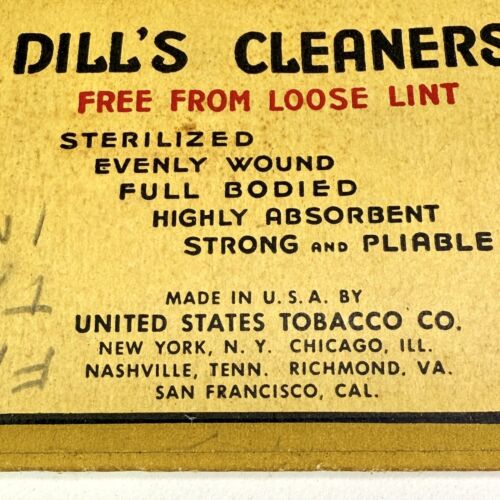 DILL'S CLEANERS
FREE FROM LOOSE LINT
STERILIZED
EVENLY WOUND
FULL BODIED
HIGHLY ABSORBENT
STRONG AND PLIABLE
MADE IN U.S.A. BY
UNITED STATES TOBACCO CO.
NEW YORK, N. Y. CHICAGO, ILL.
NASHVILLE, TENN. RICHMOND, VA.
SAN FRANCISCO, CAL.